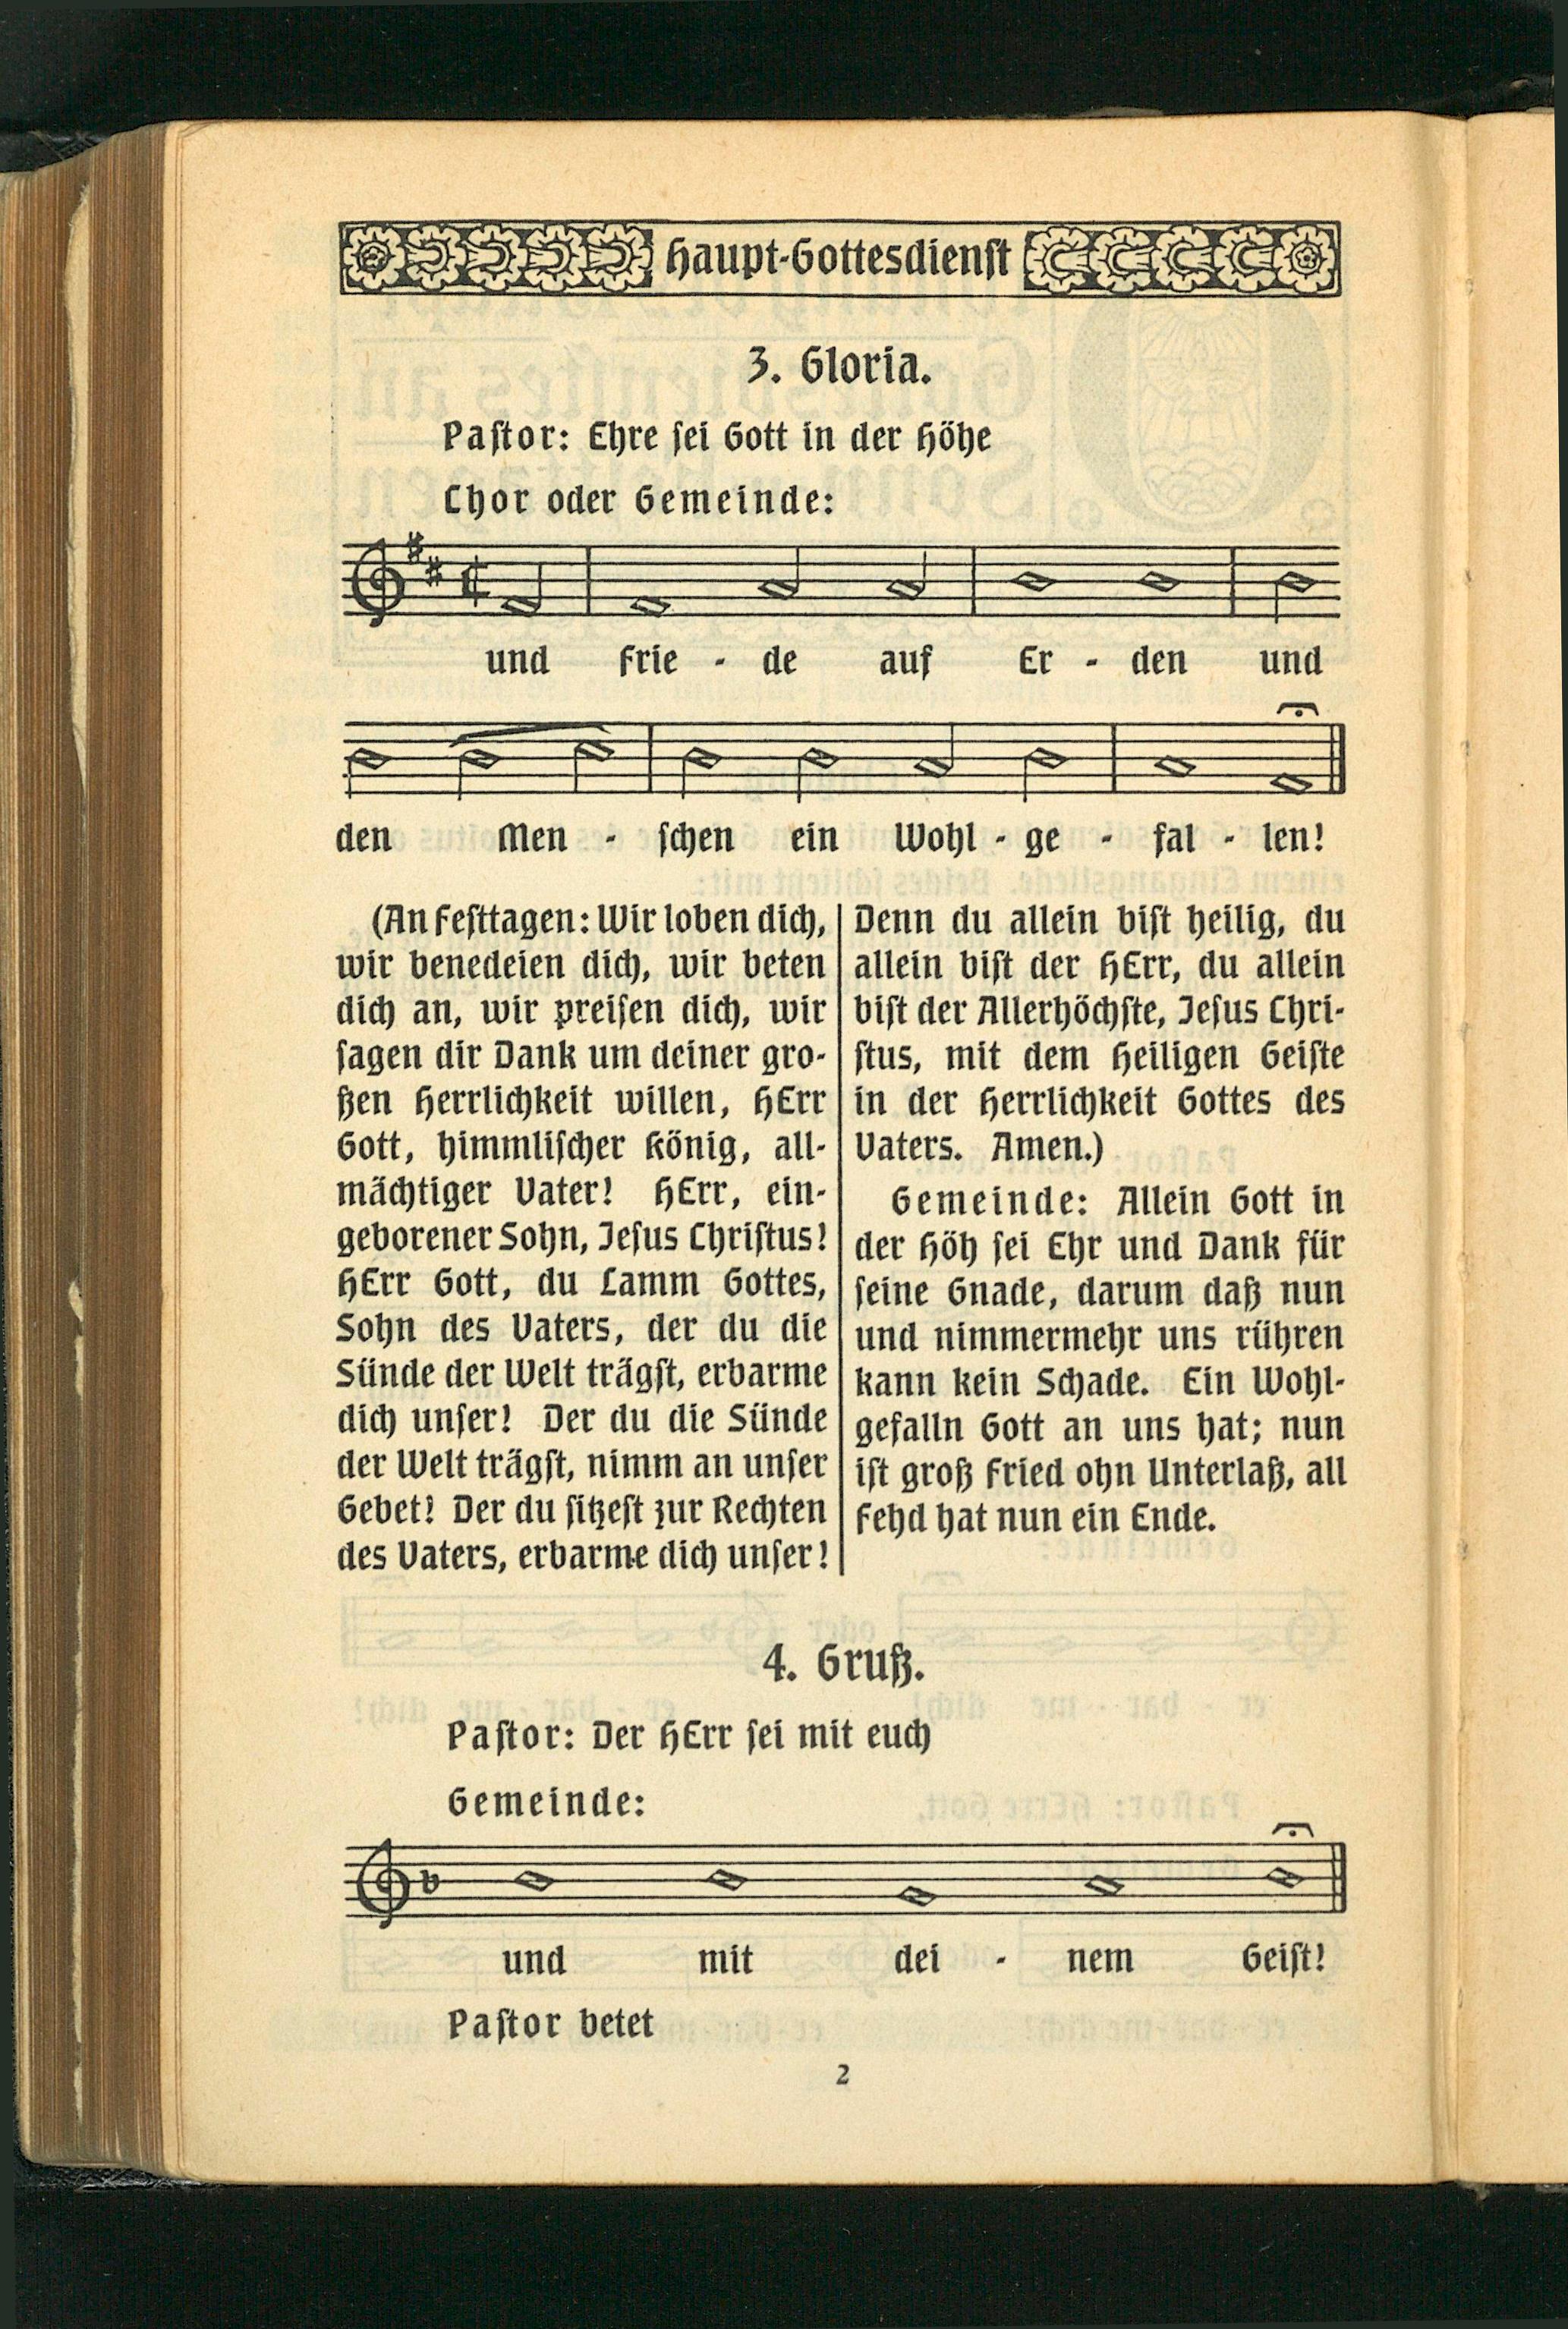 Haupt-Gottesdienſt
3. Gloria.
Paſtor: Ehre ſei Gott in der Höhe
Chor oder Gemeinde:
und Frie - de auf Er - den und
den Men - ſchen ein Wohl - ge - fal - len!
(An Feſttagen: Wir loben dich,
wir benedeien dich, wir beten
dich an, wir preiſen dich, wir
ſagen dir Dank um deiner gro-
ßen Herrlichkeit willen, HErr
Gott, himmliſcher König, all-
mächtiger Vater! HErr, ein-
geborener Sohn, Jeſus Chriſtus!
HErr Gott, du Lamm Gottes,
Sohn des Vaters, der du die
Sünde der Welt trägſt, erbarme
dich unſer! Der du die Sünde
der Welt trägſt, nimm an unſer
Gebet! Der du ſitzeſt zur Rechten
des Vaters, erbarme dich unſer!
Denn du allein biſt heilig, du
allein biſt der HErr, du allein
biſt der Allerhöchſte, Jeſus Chri-
ſtus, mit dem Heiligen Geiſte
in der Herrlichkeit Gottes des
Vaters. Amen.)
Gemeinde: Allein Gott in
der Höh ſei Ehr und Dank für
ſeine Gnade, darum daß nun
und nimmermehr uns rühren
kann kein Schade. Ein Wohl-
gefalln Gott an uns hat; nun
iſt groß Fried ohn Unterlaß, all
Fehd hat nun ein Ende.
4. Gruß.
Paſtor: Der HErr ſei mit euch
Gemeinde:
und mit dei - nem Geiſt!
Paſtor betet
2